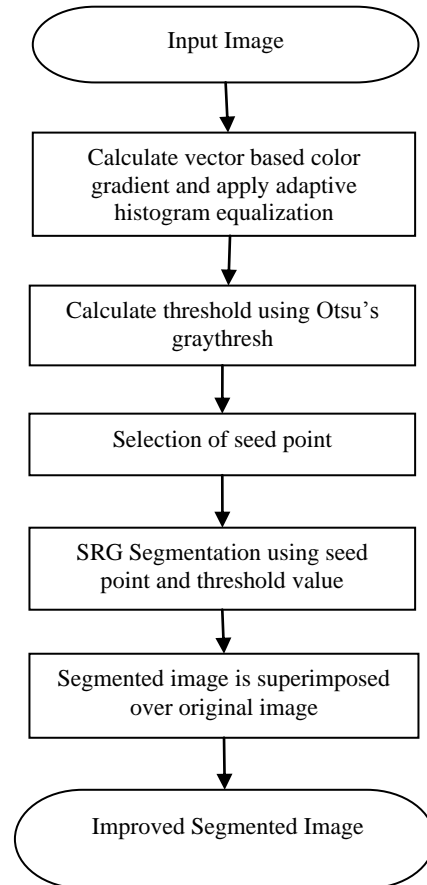 Input Image
Calculate vector based color
gradient and apply adaptive
histogram equalization
Calculate threshold using Otsu’s
graythresh
Selection of seed point
SRG Segmentation using seed
point and threshold value
Segmented image is superimposed
over original image
Improved Segmented Image